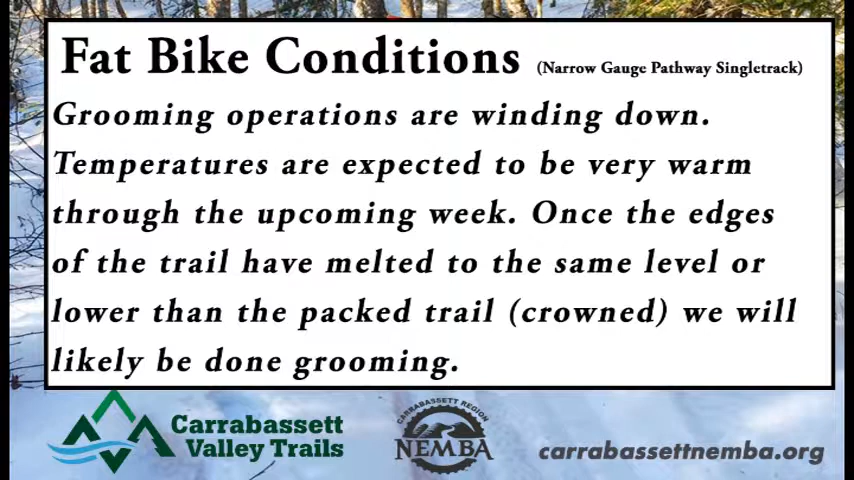 Fat Bike Conditions (Narrow Gauge Pathway Singletrack)
Grooming operations are winding down.
Temperatures are expected to be very warm
through the upcoming week. Once the edges
of the trail have melted to the same level or
lower than the packed trail (crowned) we will
likely be done grooming.
Carrabassett
Valley Trails
CARRABASSETT REGION
NEMBA
carrabassettnemba.org